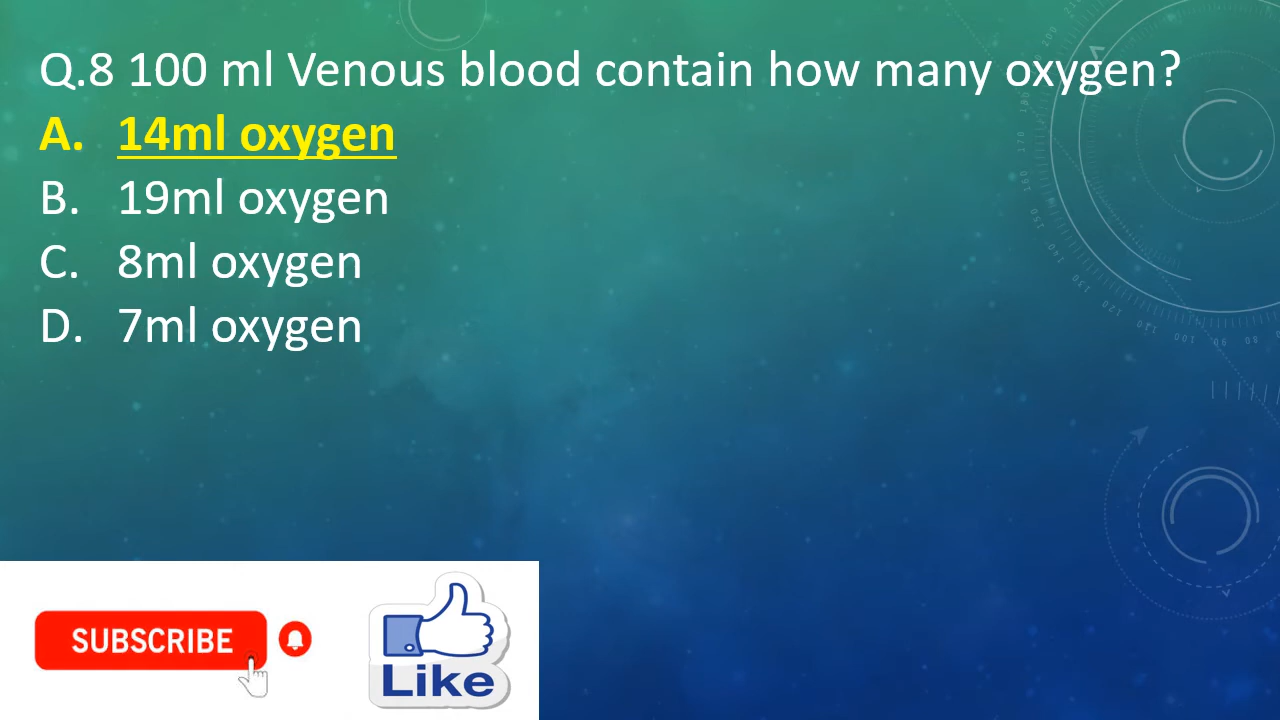 Q.8 100 ml Venous blood contain how many oxygen?
A. 14ml oxygen
B. 19ml oxygen
C. 8ml oxygen
D. 7ml oxygen
SUBSCRIBE
Like